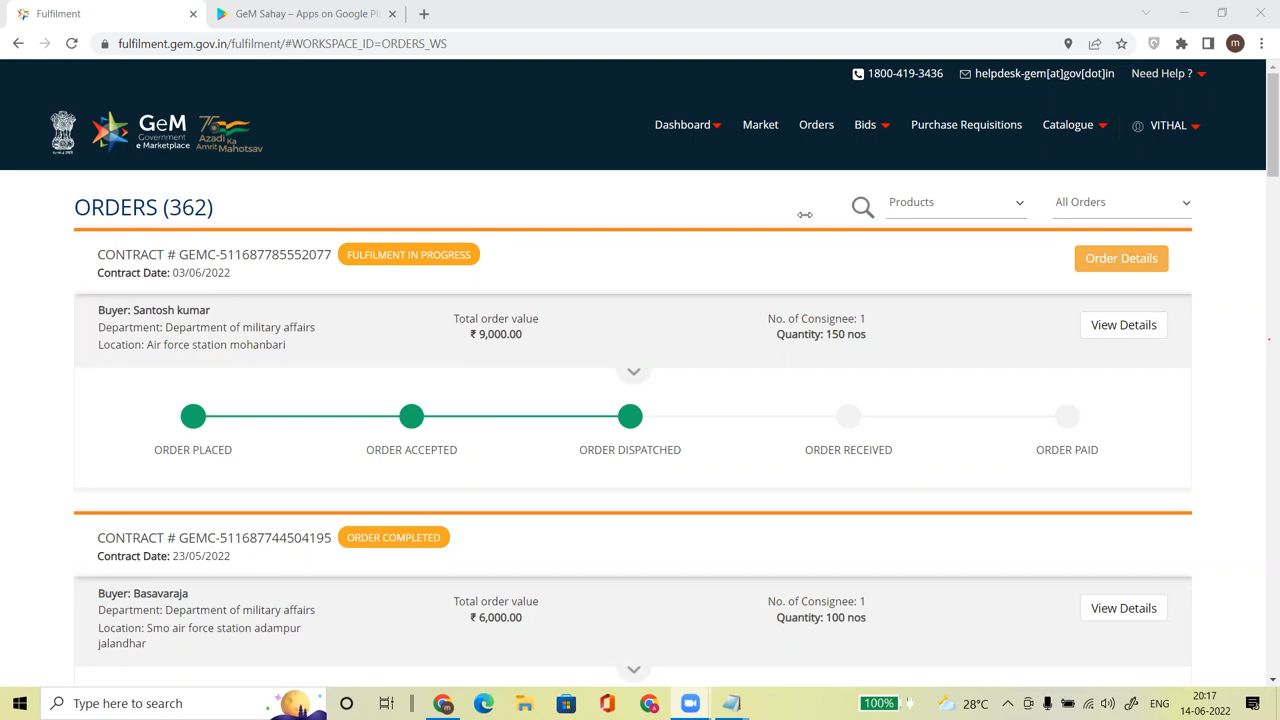 Fulfilment
GeM Sahay – Apps on Google Pl
fulfilment.gem.gov.in/fulfilment/#WORKSPACE_ID=ORDERS_WS
m
1800-419-3436 helpdesk-gem[at]gov[dot]in Need Help ?
GeM
Government
e Marketplace
75
Azadi
Ka
Amrit Mahotsav
Dashboard Market Orders Bids Purchase Requisitions Catalogue VITHAL
ORDERS (362)
Products
All Orders
CONTRACT # GEMC-511687785552077 FULFILMENT IN PROGRESS
Order Details
Contract Date: 03/06/2022
Buyer: Santosh kumar
Department: Department of military affairs
Location: Air force station mohanbari
Total order value
₹ 9,000.00
No. of Consignee: 1
Quantity: 150 nos
View Details
ORDER PLACED ORDER ACCEPTED ORDER DISPATCHED ORDER RECEIVED ORDER PAID
CONTRACT # GEMC-511687744504195 ORDER COMPLETED
Contract Date: 23/05/2022
Buyer: Basavaraja
Department: Department of military affairs
Location: Smo air force station adampur
jalandhar
Total order value
₹ 6,000.00
No. of Consignee: 1
Quantity: 100 nos
View Details
Type here to search
100%
28°C
ENG
20:17
14-06-2022